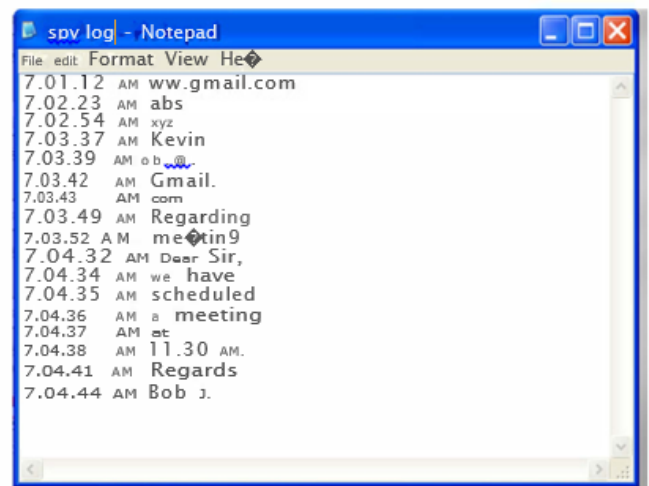 spy log - Notepad
File edit Format View
7.01.12 AM ww.gmail.com
7.02.23 AM abs
7.02.54 AM xyz
7.03.37 AM Kevin
7.03.39 AM ob @.
7.03.42 AM Gmail.
7.03.43 AM com
7.03.49 AM Regarding
7.03.52 AM me�tin9
7.04.32 AM Dear Sir,
7.04.34 AM we have
7.04.35 AM scheduled
7.04.36 AM a meeting
7.04.37 AM at
7.04.38 AM 11.30 AM.
7.04.41 AM Regards
7.04.44 AM Bob J.